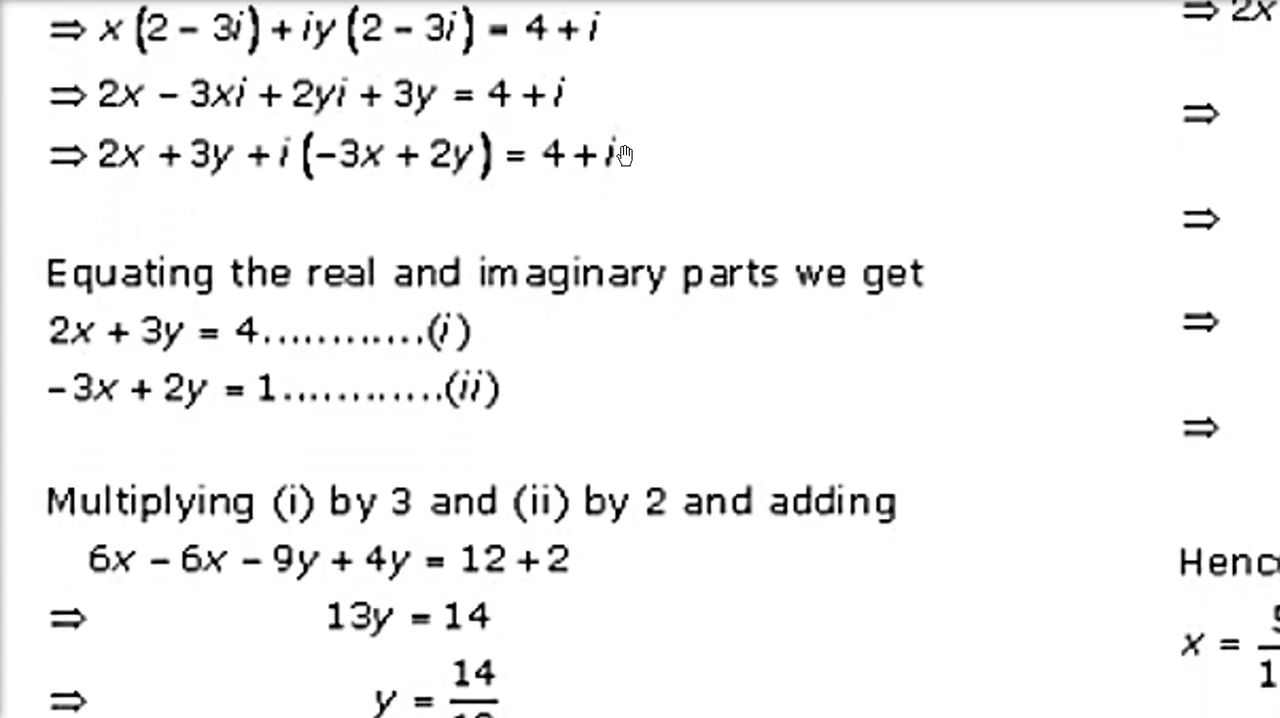 ⇒ x (2 – 3i) + iy (2 – 3i) = 4 + i
⇒ 2x – 3xi + 2yi + 3y = 4 + i
⇒ 2x + 3y + i (–3x + 2y) = 4 + i
Equating the real and imaginary parts we get
2x + 3y = 4............(i)
–3x + 2y = 1............(ii)
Multiplying (i) by 3 and (ii) by 2 and adding
6x – 6x – 9y + 4y = 12 + 2
⇒ 13y = 14
⇒ y = 14
⇒ 2x
⇒
⇒
⇒
⇒
x =